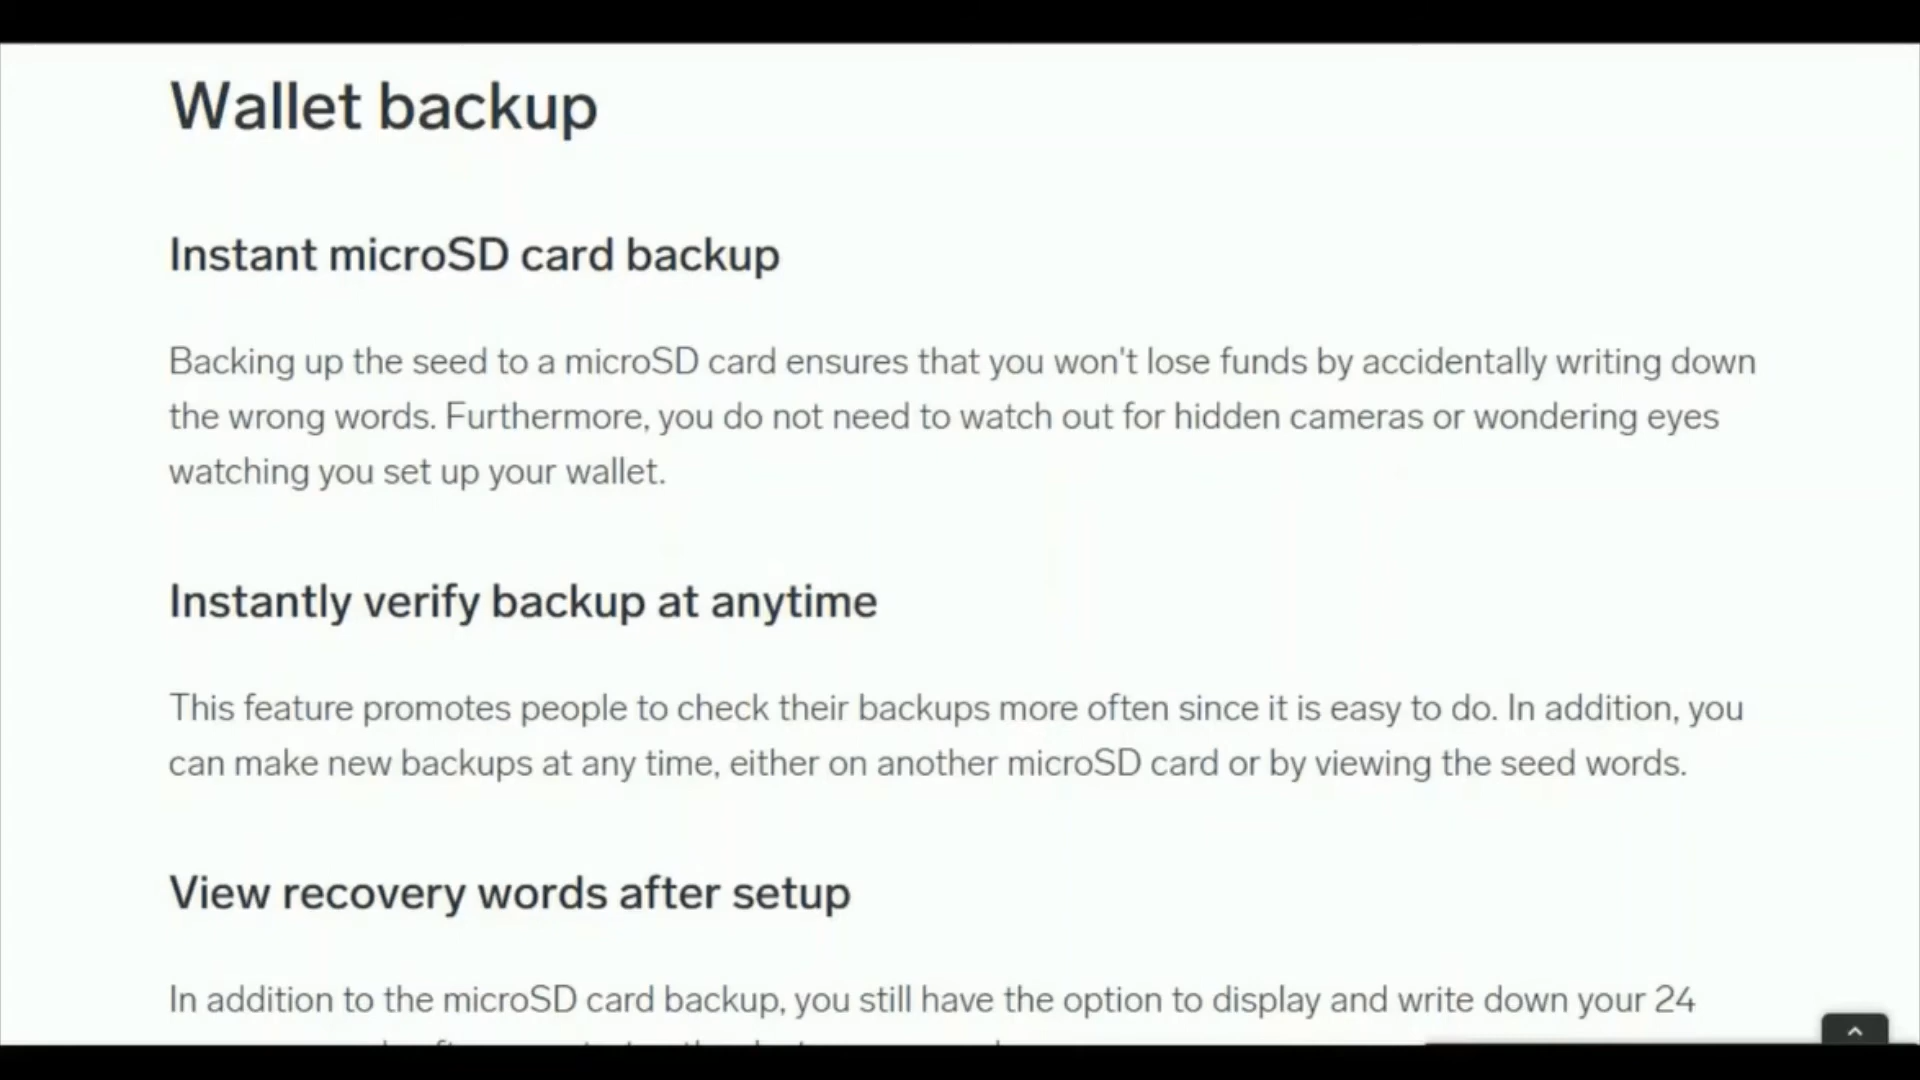 Wallet backup
Instant microSD card backup
Backing up the seed to a microSD card ensures that you won't lose funds by accidentally writing down
the wrong words. Furthermore, you do not need to watch out for hidden cameras or wondering eyes
watching you set up your wallet.
Instantly verify backup at anytime
This feature promotes people to check their backups more often since it is easy to do. In addition, you
can make new backups at any time, either on another microSD card or by viewing the seed words.
View recovery words after setup
In addition to the microSD card backup, you still have the option to display and write down your 24